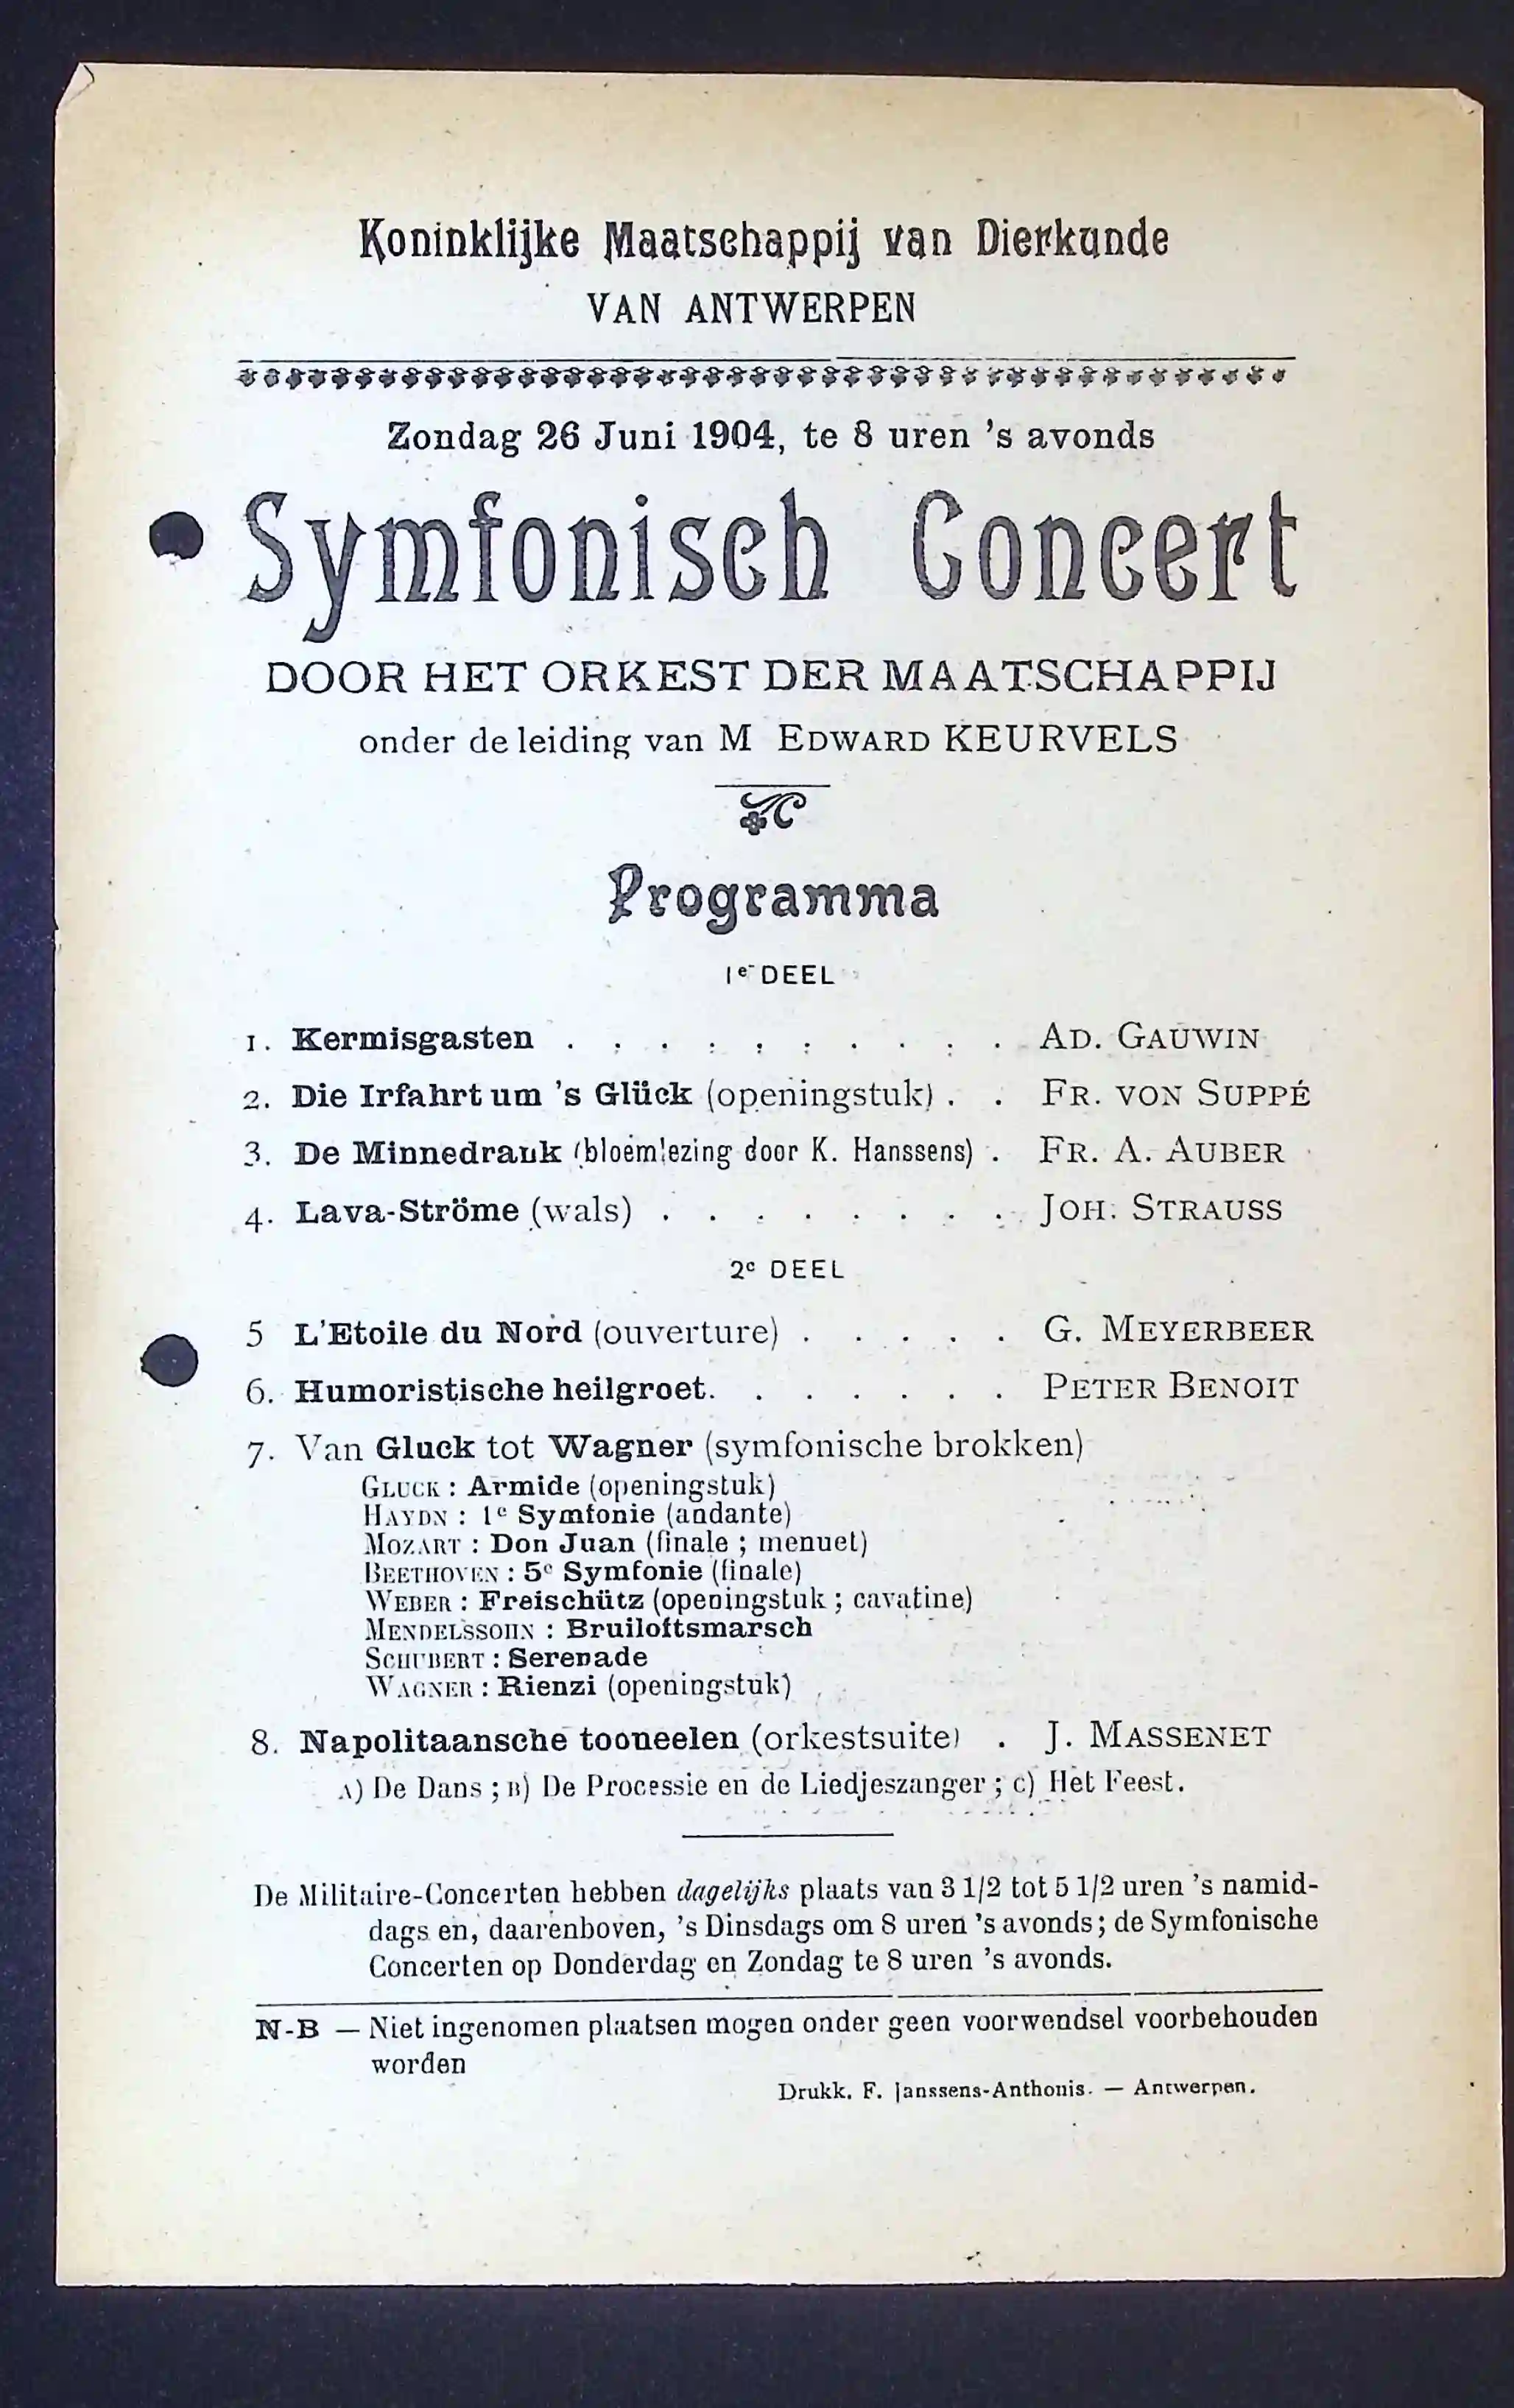 Koninklijke Maatschappij van Dierkunde
VAN ANTWERPEN
Zondag 26 Juni 1904, te 8 uren 's avonds
Symfonisch Concert
DOOR HET ORKEST DER MAATSCHAPPIJ
onder de leiding van M EDWARD KEURVELS
Programma
1e DEEL
1. Kermisgasten . . . . . . . . . . AD. GAUWIN
2. Die Irfahrt um 's Glück (openingstuk) . . FR. VON SUPPÉ
3. De Minnedrank (bloemlezing door K. Hanssens) . FR. A. AUBER
4. Lava-Ströme (wals) . . . . . . . . JOH. STRAUSS
2e DEEL
5 L'Etoile du Nord (ouverture) . . . . . G. MEYERBEER
6. Humoristische heilgroet. . . . . . . PETER BENOIT
7. Van Gluck tot Wagner (symfonische brokken)
GLUCK : Armide (openingstuk)
HAYDN : 1e Symfonie (andante)
MOZART : Don Juan (finale ; menuet)
BEETHOVEN : 5e Symfonie (finale)
WEBER : Freischütz (openingstuk ; cavatine)
MENDELSSOHN : Bruiloftsmarsch
SCHUBERT : Serenade
WAGNER : Rienzi (openingstuk)
8. Napolitaansche tooneelen (orkestsuite) . J. MASSENET
A) De Dans ; B) De Processie en de Liedjeszanger ; C) Het Feest.
De Militaire-Concerten hebben dagelijks plaats van 3 1/2 tot 5 1/2 uren 's namid-
dags en, daarenboven, 's Dinsdags om 8 uren 's avonds; de Symfonische
Concerten op Donderdag en Zondag te 8 uren 's avonds.
N-B — Niet ingenomen plaatsen mogen onder geen voorwendsel voorbehouden
worden
Drukk. F. Janssens-Anthonis. — Antwerpen.